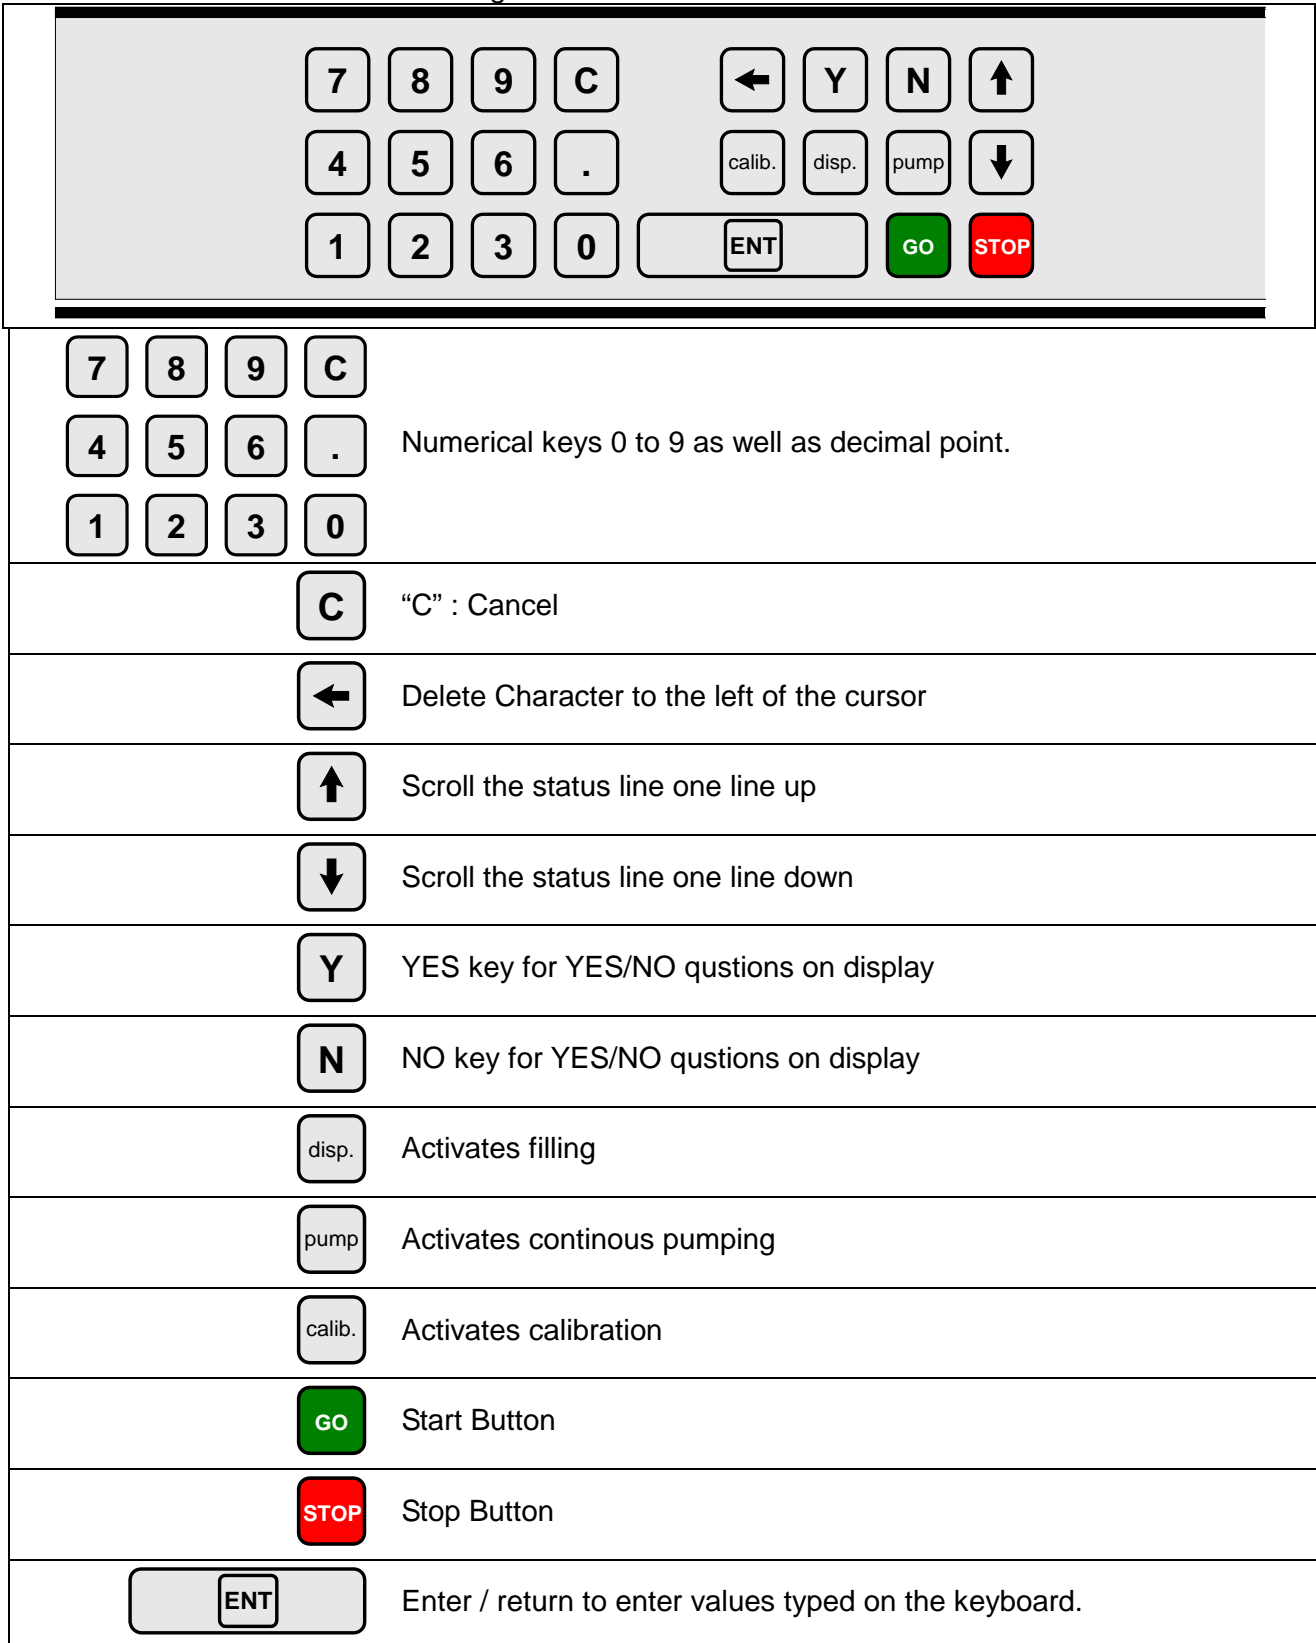 7 8 9 C Y N
4 5 6 . calib. disp. pump
1 2 3 0 ENT GO STOP
7 8 9 C
4 5 6 .
Numerical keys 0 to 9 as well as decimal point.
1 2 3 0
C “C” : Cancel
Delete Character to the left of the cursor
Scroll the status line one line up
Scroll the status line one line down
Y YES key for YES/NO qustions on display
N NO key for YES/NO qustions on display
disp. Activates filling
pump Activates continous pumping
calib. Activates calibration
GO Start Button
STOP Stop Button
ENT Enter / return to enter values typed on the keyboard.